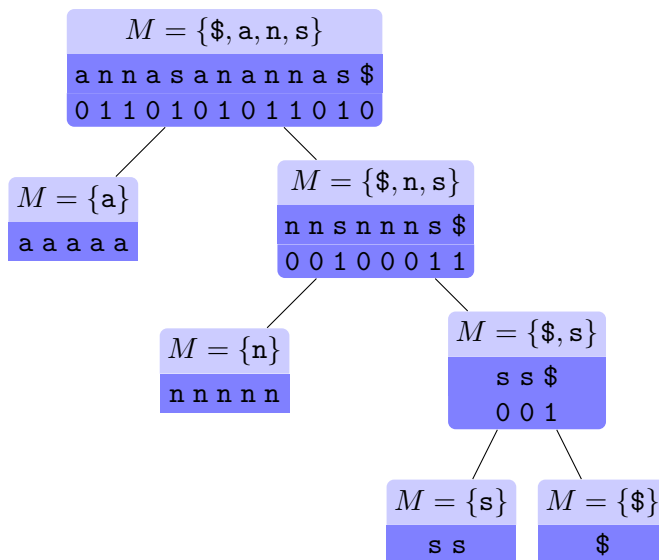 M = {$, a, n, s}
a n n a s a n a n n a s $
0 1 1 0 1 0 1 0 1 1 0 1 0
M = {a}
a a a a a
M = {$, n, s}
n n s n n n s $
0 0 1 0 0 0 1 1
M = {n}
n n n n n
M = {$, s}
s s $
0 0 1
M = {s}
s s
M = {$}
$